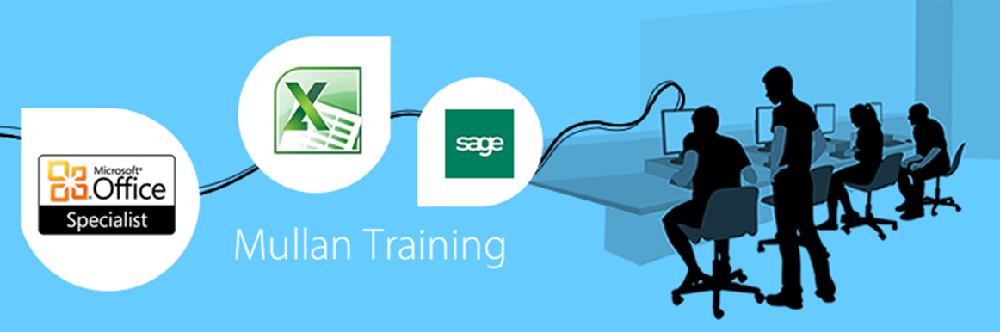 Microsoft®
Office
Specialist
X
sage
Mullan Training